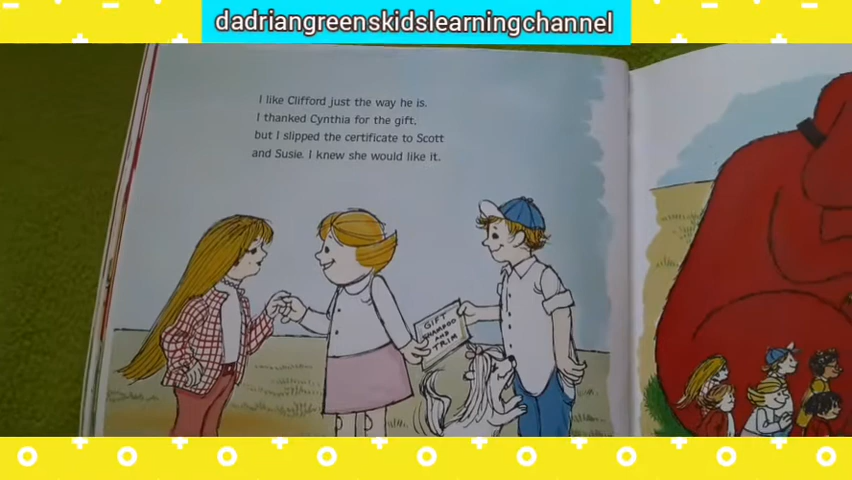 dadriangreenskidslearningchannel
I like Clifford just the way he is.
I thanked Cynthia for the gift,
but I slipped the certificate to Scott
and Susie. I knew she would like it.
GIFT
SHAMPOO
AND
TRIM